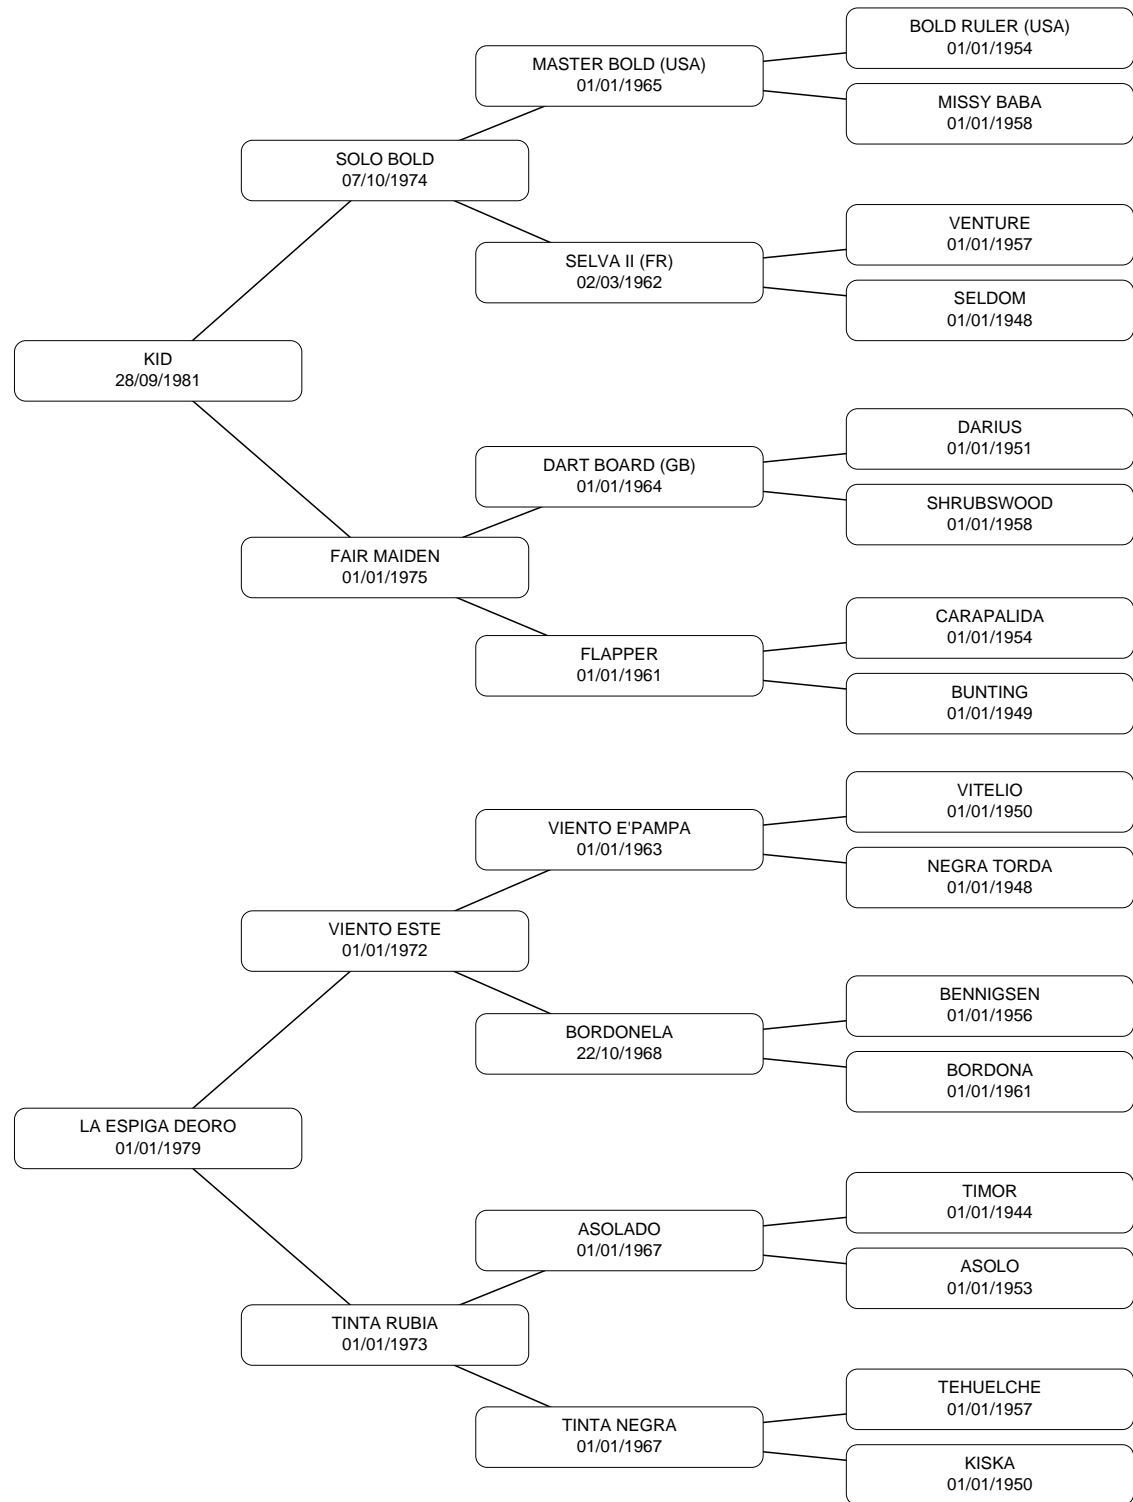 BOLD RULER (USA)
01/01/1954
MASTER BOLD (USA)
01/01/1965
MISSY BABA
01/01/1958
SOLO BOLD
07/10/1974
VENTURE
01/01/1957
SELVA II (FR)
02/03/1962
SELDOM
01/01/1948
KID
28/09/1981
DARIUS
01/01/1951
DART BOARD (GB)
01/01/1964
SHRUBSWOOD
01/01/1958
FAIR MAIDEN
01/01/1975
CARAPALIDA
01/01/1954
FLAPPER
01/01/1961
BUNTING
01/01/1949
VITELIO
01/01/1950
VIENTO E'PAMPA
01/01/1963
NEGRA TORDA
01/01/1948
VIENTO ESTE
01/01/1972
BENNIGSEN
01/01/1956
BORDONELA
22/10/1968
BORDONA
01/01/1961
LA ESPIGA DEORO
01/01/1979
TIMOR
01/01/1944
ASOLADO
01/01/1967
ASOLO
01/01/1953
TINTA RUBIA
01/01/1973
TEHUELCHE
01/01/1957
TINTA NEGRA
01/01/1967
KISKA
01/01/1950